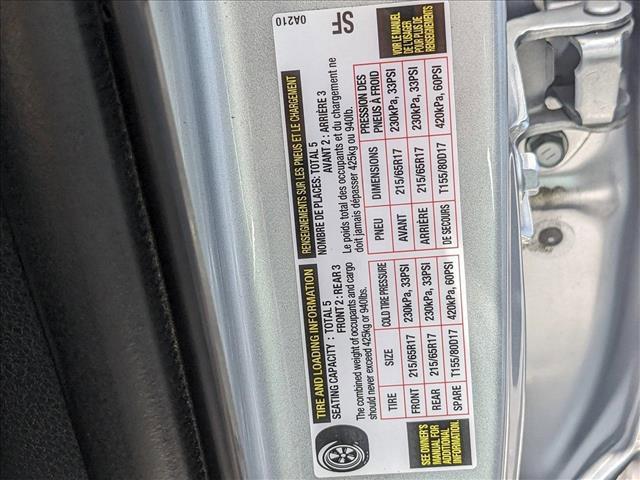 TIRE AND LOADING INFORMATION
SEATING CAPACITY : TOTAL 5
FRONT 2 : REAR 3
The combined weight of occupants and cargo
should never exceed 425kg or 940lbs.
TIRE SIZE COLD TIRE PRESSURE
FRONT 215/65R17 230kPa, 33PSI
REAR 215/65R17 230kPa, 33PSI
SPARE T155/80D17 420kPa, 60PSI
SEE OWNER'S
MANUAL FOR
ADDITIONAL
INFORMATION.
RENSEIGNEMENTS SUR LES PNEUS ET LE CHARGEMENT
NOMBRE DE PLACES: TOTAL 5
AVANT 2 : ARRIÈRE 3
Le poids total des occupants et du chargement ne
doit jamais dépasser 425kg ou 940lb.
PNEU DIMENSIONS PRESSION DES
PNEUS À FROID
AVANT 215/65R17 230kPa, 33PSI
ARRIÈRE 215/65R17 230kPa, 33PSI
DE SECOURS T155/80D17 420kPa, 60PSI
VOIR LE MANUEL
DE L'USAGER
POUR PLUS DE
RENSEIGNEMENTS
0A210
SF